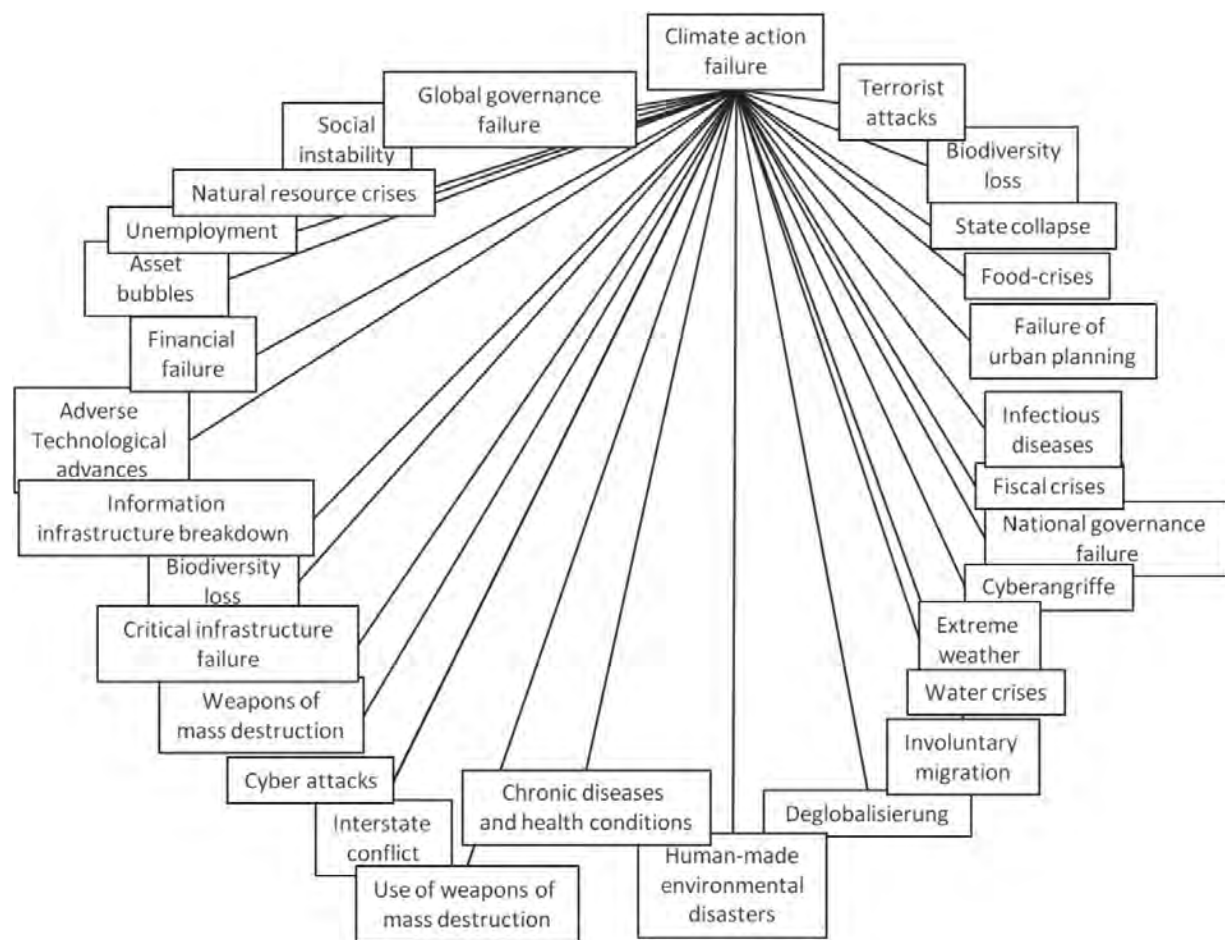 Climate action
failure
Global governance
failure
Social
instability
Natural resource crises
Unemployment
Asset
bubbles
Financial
failure
Adverse
Technological
advances
Information
infrastructure breakdown
Biodiversity
loss
Critical infrastructure
failure
Weapons of
mass destruction
Cyber attacks
Interstate
conflict
Use of weapons of
mass destruction
Chronic diseases
and health conditions
Human-made
environmental
disasters
Deglobalisierung
Involuntary
migration
Water crises
Extreme
weather
Cyberangriffe
National governance
failure
Fiscal crises
Infectious
diseases
Failure of
urban planning
Food-crises
State collapse
Biodiversity
loss
Terrorist
attacks